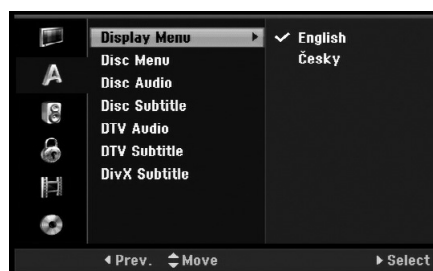 Display Menu
Disc Menu
Disc Audio
Disc Subtitle
DTV Audio
DTV Subtitle
DivX Subtitle
English
Česky
A
Prev. Move Select